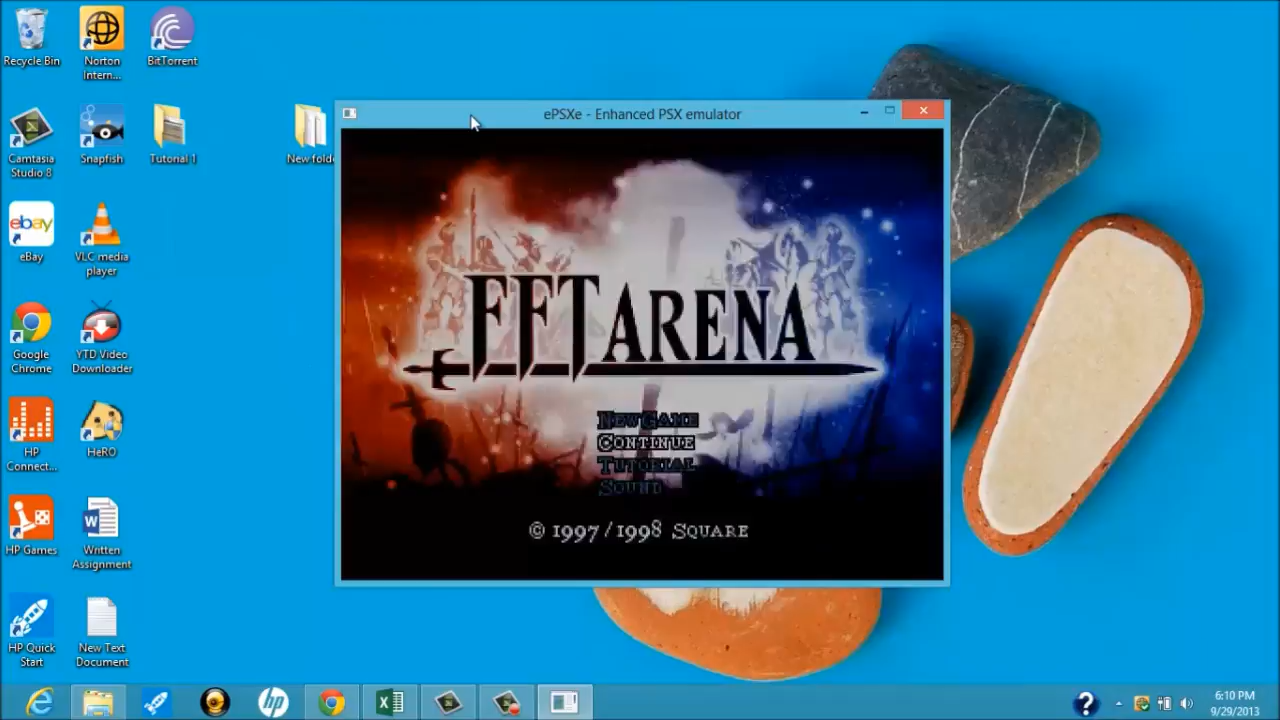 Recycle Bin
Norton
Intern...
BitTorrent
Camtasia
Studio 8
Snapfish
Tutorial 1
New folde
ebay
eBay
VLC media
player
Google
Chrome
YTD Video
Downloader
HP
Connect...
HeRO
HP Games
Written
Assignment
HP Quick
Start
New Text
Document
ePSXe - Enhanced PSX emulator
FFT ARENA
NEW GAME
CONTINUE
TUTORIAL
SOUND
© 1997/1998 SQUARE
hp
6:10 PM
9/29/2013